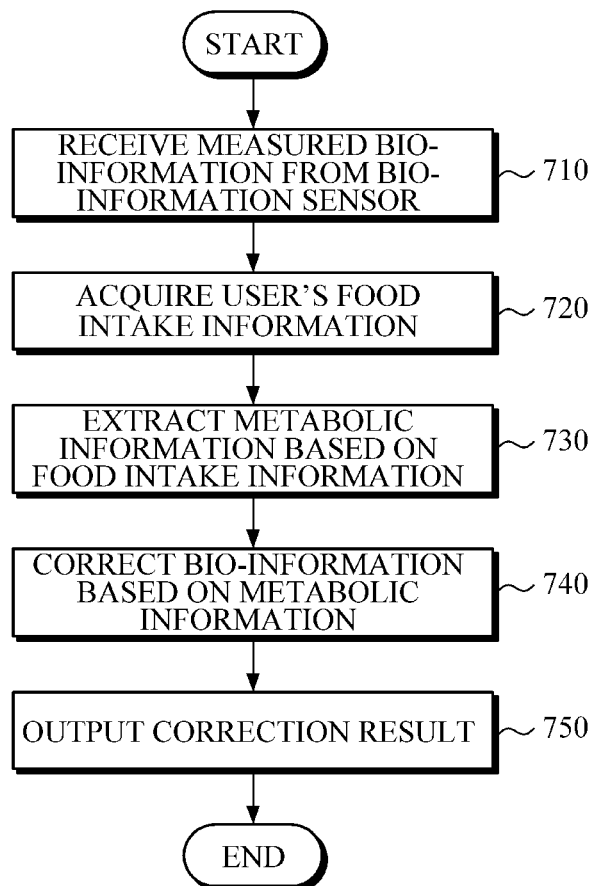 START
RECEIVE MEASURED BIO-
INFORMATION FROM BIO-
INFORMATION SENSOR
710
ACQUIRE USER'S FOOD
INTAKE INFORMATION
720
EXTRACT METABOLIC
INFORMATION BASED ON
FOOD INTAKE INFORMATION
730
CORRECT BIO-INFORMATION
BASED ON METABOLIC
INFORMATION
740
OUTPUT CORRECTION RESULT
750
END